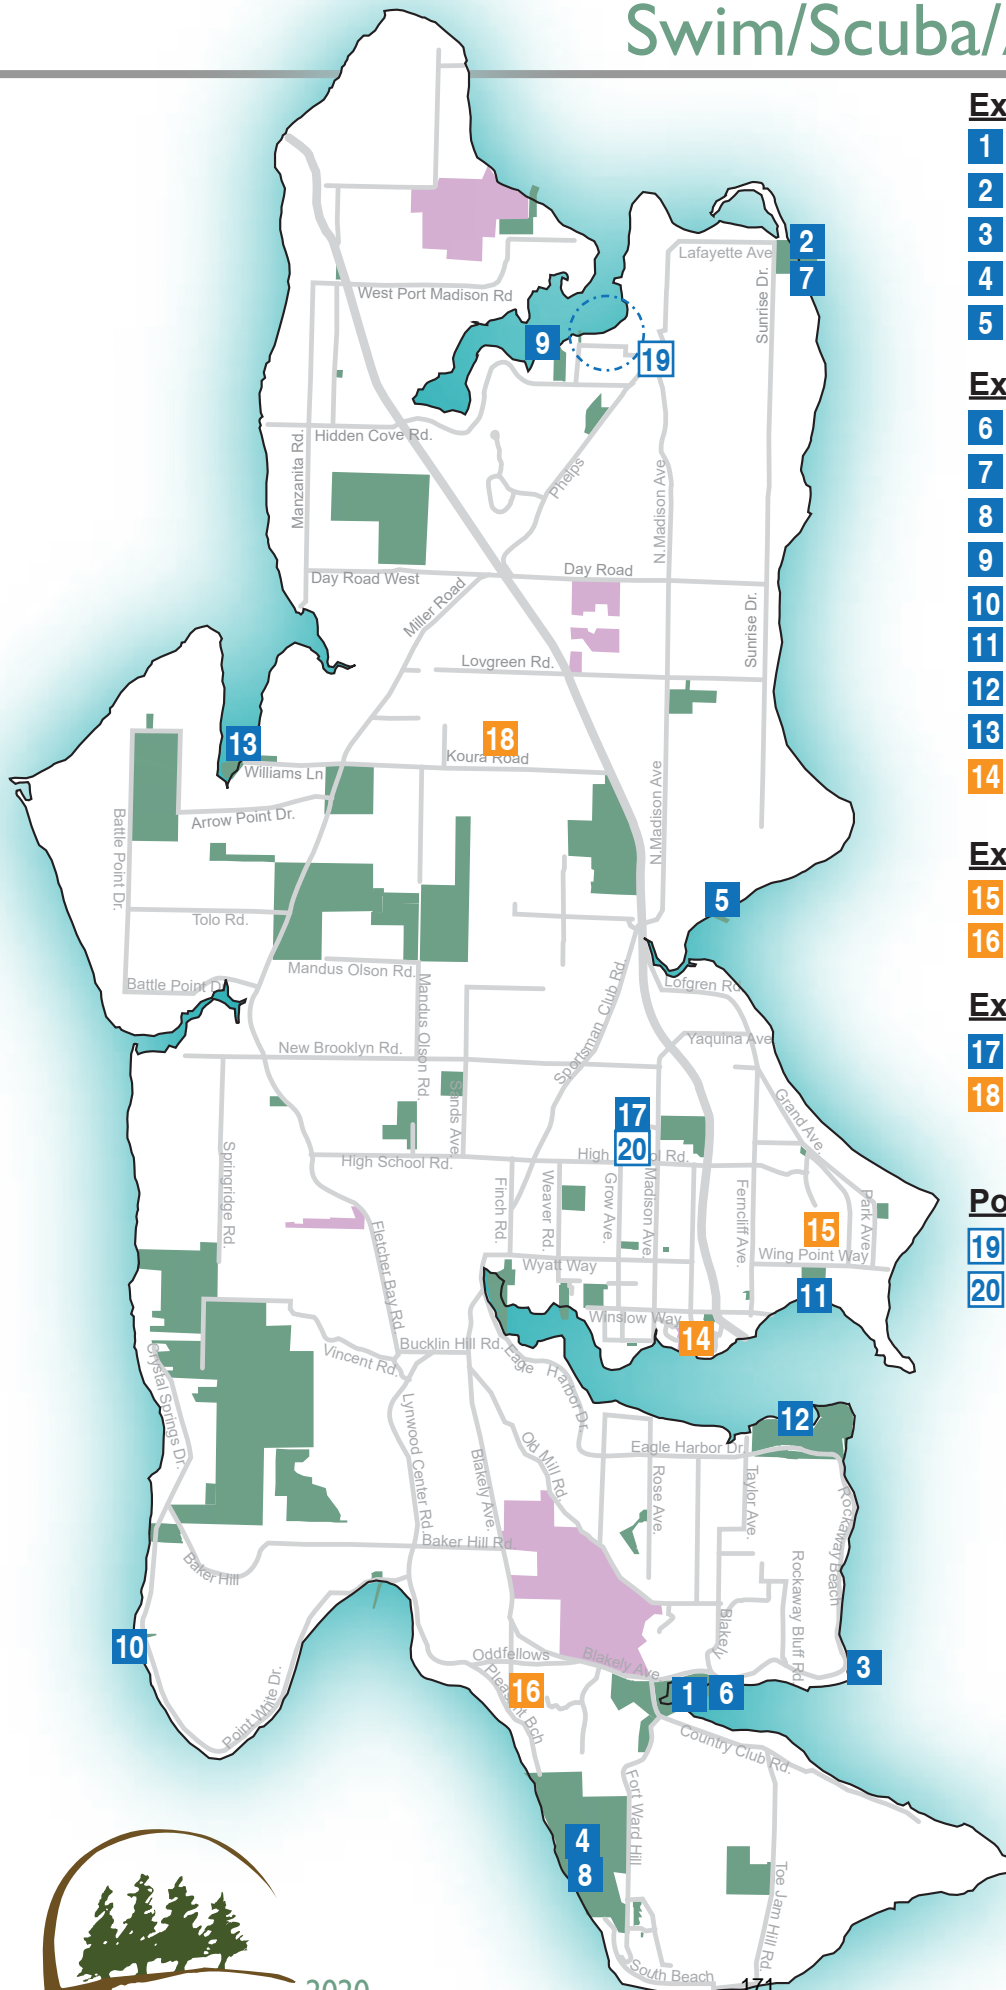 Swim/Scuba/
Ex
1
2
3
4
5
Ex
6
7
8
9
10
11
12
13
14
Ex
15
16
Ex
17
18
Po
19
20
Lafayette Ave
2
7
Sunrise Dr.
West Port Madison Rd
9
19
Hidden Cove Rd.
Manzanita Rd.
Phelps
N.Madison Ave
Day Road
Day Road West
Miller Road
Sunrise Dr.
Lovgreen Rd.
18
13
Koura Road
Williams Ln
Arrow Point Dr.
Battle Point Dr.
N.Madison Ave
5
Tolo Rd.
Mandus Olson Rd.
Battle Point D
Mandus Olson Rd.
Sportsman Club Rd.
Lofgren Rd
Yaquina Ave
New Brooklyn Rd.
Sands Ave
Grand Ave.
17
20
High School Rd.
High ol Rd.
Springridge Rd.
Finch Rd.
Weaver Rd.
Grow Ave.
Madison Ave.
Ferncliff Ave.
Park Ave.
15
Fletcher Bay Rd.
Wyatt Way
Wing Point Way
11
Winslow Way
14
Bucklin Hill Rd.
Vincent Rd.
Eage Harbor Dr.
Crystal Springs Dr.
Lynwood Center Rd.
Blakely Ave.
Old Mill Rd.
12
Eagle Harbor Dr.
Rose Ave.
Taylor Ave.
Rockaway Beach
Baker Hill Rd.
Baker Hill
Rockaway Bluff Rd
Blakely
10
Oddfellows
Blakely Ave
3
Pleasant Bch
16
1
6
Point White Dr.
Country Club Rd.
Fort Ward Hill
4
8
Toe Jam Hill Rd.
South Beach
171
2020